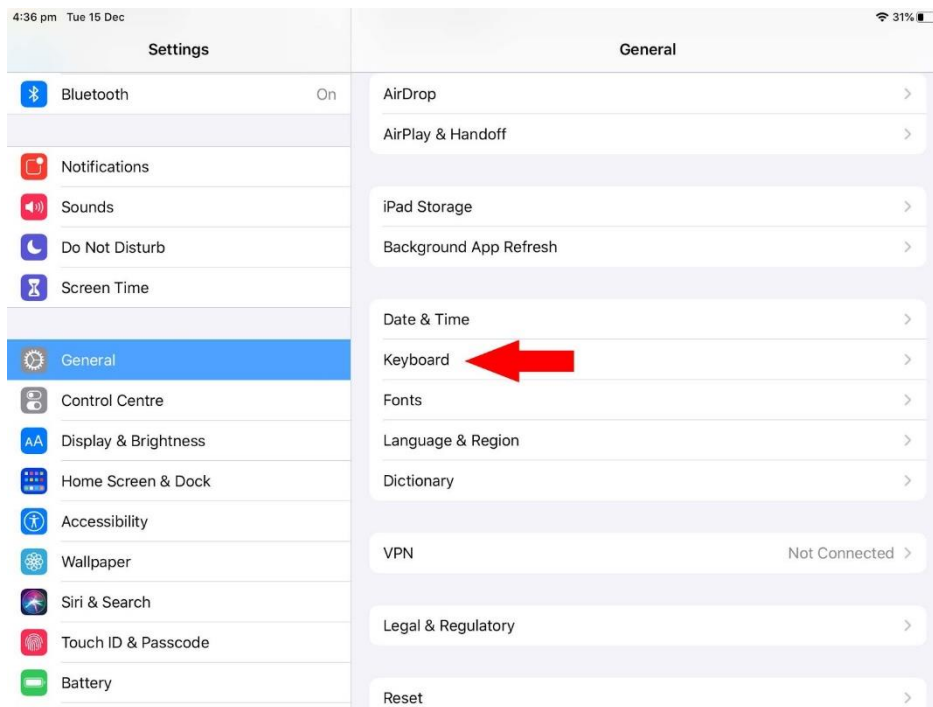 4:36 pm Tue 15 Dec
31%
Settings
Bluetooth On
Notifications
Sounds
Do Not Disturb
Screen Time
General
Control Centre
AA Display & Brightness
Home Screen & Dock
Accessibility
Wallpaper
Siri & Search
Touch ID & Passcode
Battery
General
AirDrop
AirPlay & Handoff
iPad Storage
Background App Refresh
Date & Time
Keyboard
Fonts
Language & Region
Dictionary
VPN Not Connected
Legal & Regulatory
Reset